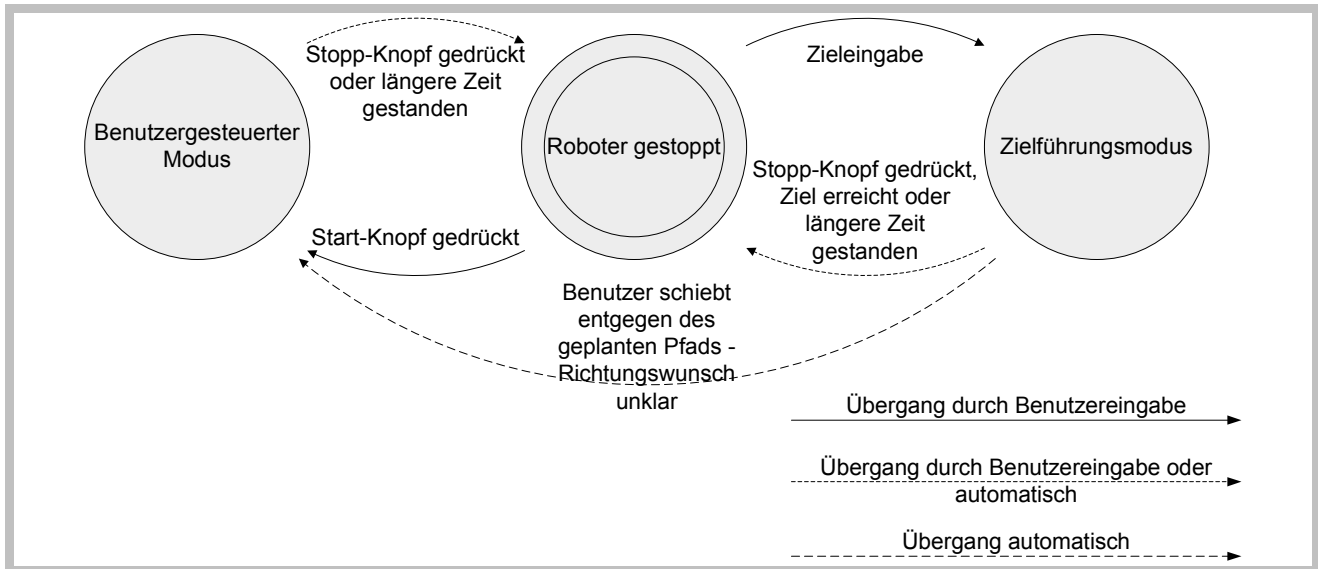 Stopp-Knopf gedrückt
oder längere Zeit
gestanden
Zieleingabe
Benutzergesteuerter
Modus
Roboter gestoppt
Zielführungsmodus
Stopp-Knopf gedrückt,
Ziel erreicht oder
längere Zeit
gestanden
Start-Knopf gedrückt
Benutzer schiebt
entgegen des
geplanten Pfads -
Richtungswunsch
unklar
Übergang durch Benutzereingabe
Übergang durch Benutzereingabe oder
automatisch
Übergang automatisch